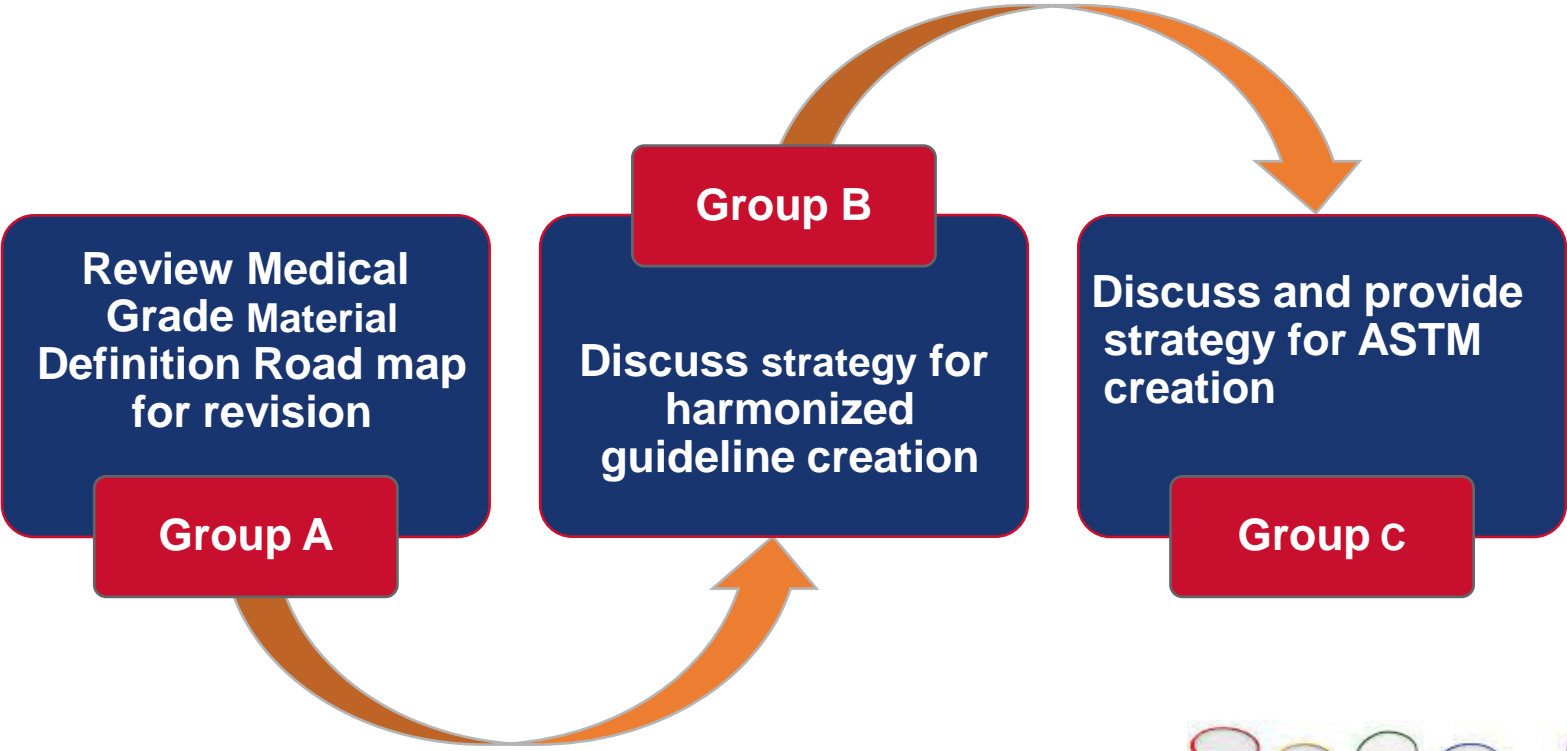 Review Medical
Grade Material
Definition Road map
for revision
Group A
Group B
Discuss strategy for
harmonized
guideline creation
Discuss and provide
strategy for ASTM
creation
Group C